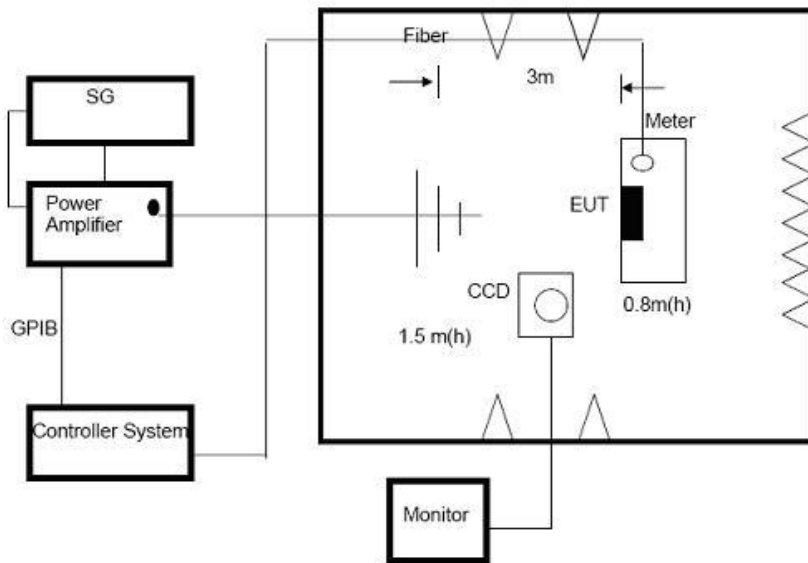 Fiber
3m
SG
Meter
Power
Amplifier
EUT
CCD
0.8m(h)
GPIB
1.5 m(h)
Controller System
Monitor